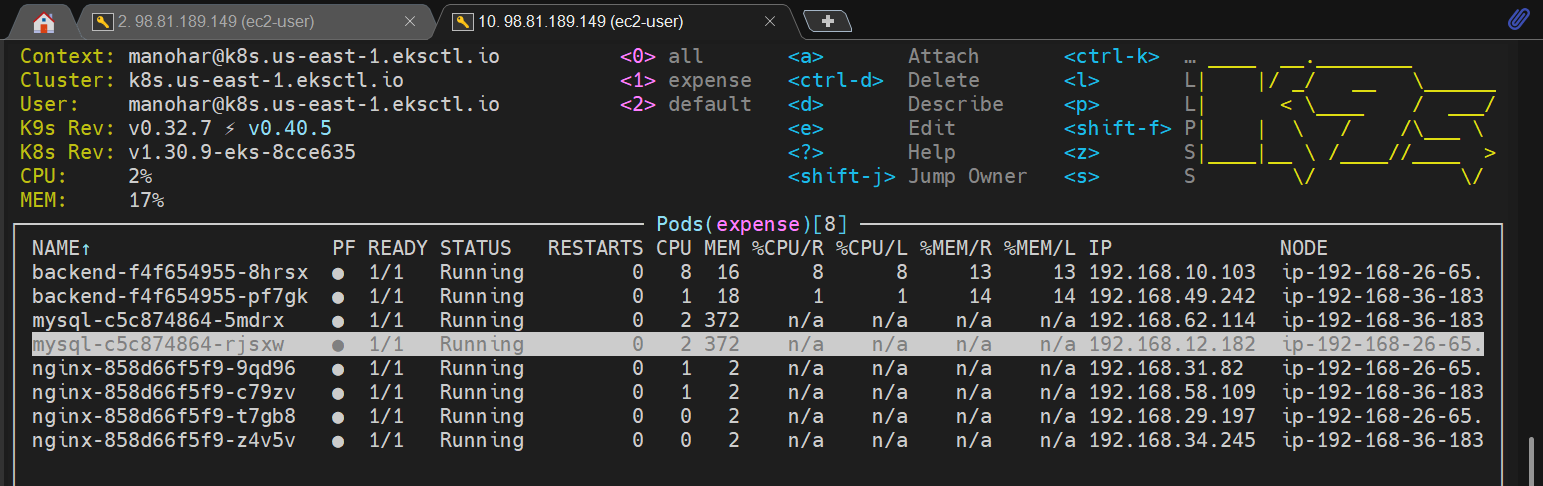 2. 98.81.189.149 (ec2-user) × 10. 98.81.189.149 (ec2-user) ×
Context: manohar@k8s.us-east-1.eksctl.io <0> all <a> Attach <ctrl-k> …
Cluster: k8s.us-east-1.eksctl.io <1> expense <ctrl-d> Delete <l> L
User: manohar@k8s.us-east-1.eksctl.io <2> default <d> Describe <p> L
K9s Rev: v0.32.7 ⚡ v0.40.5 <e> Edit <shift-f> P
K8s Rev: v1.30.9-eks-8cce635 <?> Help <z> S
CPU: 2% <shift-j> Jump Owner <s> S
MEM: 17%
Pods(expense)[8]
NAME↑ PF READY STATUS RESTARTS CPU MEM %CPU/R %CPU/L %MEM/R %MEM/L IP NODE
backend-f4f654955-8hrsx ● 1/1 Running 0 8 16 8 8 13 13 192.168.10.103 ip-192-168-26-65.
backend-f4f654955-pf7gk ● 1/1 Running 0 1 18 1 1 14 14 192.168.49.242 ip-192-168-36-183
mysql-c5c874864-5mdrx ● 1/1 Running 0 2 372 n/a n/a n/a n/a 192.168.62.114 ip-192-168-36-183
mysql-c5c874864-rjsxw ● 1/1 Running 0 2 372 n/a n/a n/a n/a 192.168.12.182 ip-192-168-26-65.
nginx-858d66f5f9-9qd96 ● 1/1 Running 0 1 2 n/a n/a n/a n/a 192.168.31.82 ip-192-168-26-65.
nginx-858d66f5f9-c79zv ● 1/1 Running 0 1 2 n/a n/a n/a n/a 192.168.58.109 ip-192-168-36-183
nginx-858d66f5f9-t7gb8 ● 1/1 Running 0 0 2 n/a n/a n/a n/a 192.168.29.197 ip-192-168-26-65.
nginx-858d66f5f9-z4v5v ● 1/1 Running 0 0 2 n/a n/a n/a n/a 192.168.34.245 ip-192-168-36-183